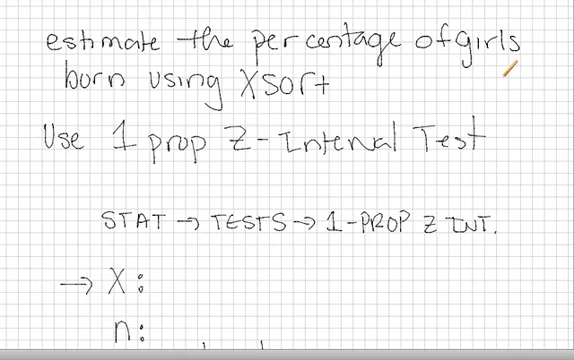 estimate the percentage of girls
born using XSort
Use 1 prop Z-Interval Test
STAT → TESTS → 1-PROP Z INT.
→ X:
n: